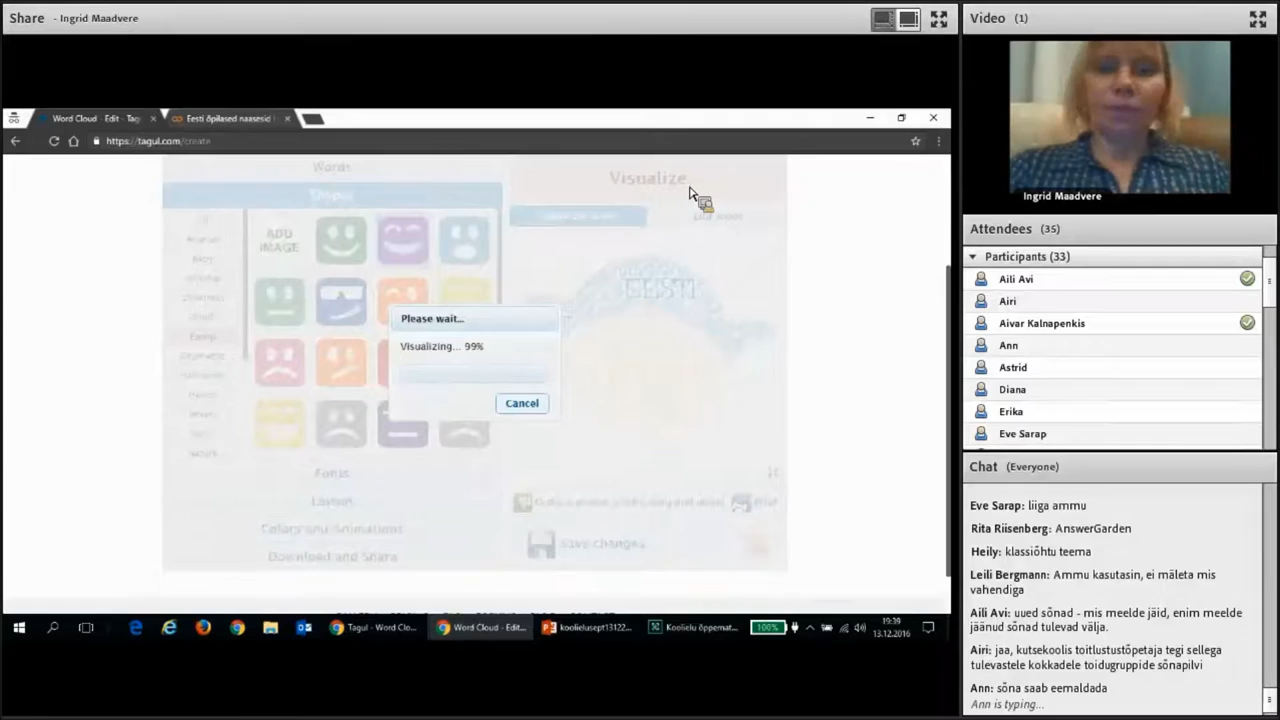 Share - Ingrid Maadvere
Word Cloud - Edit - Tag
Eesti õpilased naasesid
https://tagul.com/create
Words
Shapes
Visualize
ADD
IMAGE
EESTI
Please wait...
Visualizing... 99%
Cancel
Fonts
Layout
Colors and Animations
Download and Share
Save changes
Tagul - Word Clo...
Word Cloud - Edit...
koolielusept13122...
Koolielu õppemat...
100%
19:39
13.12.2016
Video (1)
Ingrid Maadvere
Attendees (35)
Participants (33)
Aili Avi
Airi
Aivar Kalnapenkis
Ann
Astrid
Diana
Erika
Eve Sarap
Chat (Everyone)
Eve Sarap: liiga ammu
Rita Riisenberg: AnswerGarden
Heily: klassiõhtu teema
Leili Bergmann: Ammu kasutasin, ei mäleta mis
vahendiga
Aili Avi: uued sõnad - mis meelde jäid, enim meelde
jäänud sõnad tulevad välja.
Airi: jaa, kutsekoolis toitlustustõpetaja tegi sellega
tulevastele kokkadele toidugruppide sõnapilvi
Ann: sõna saab eemaldada
Ann is typing...